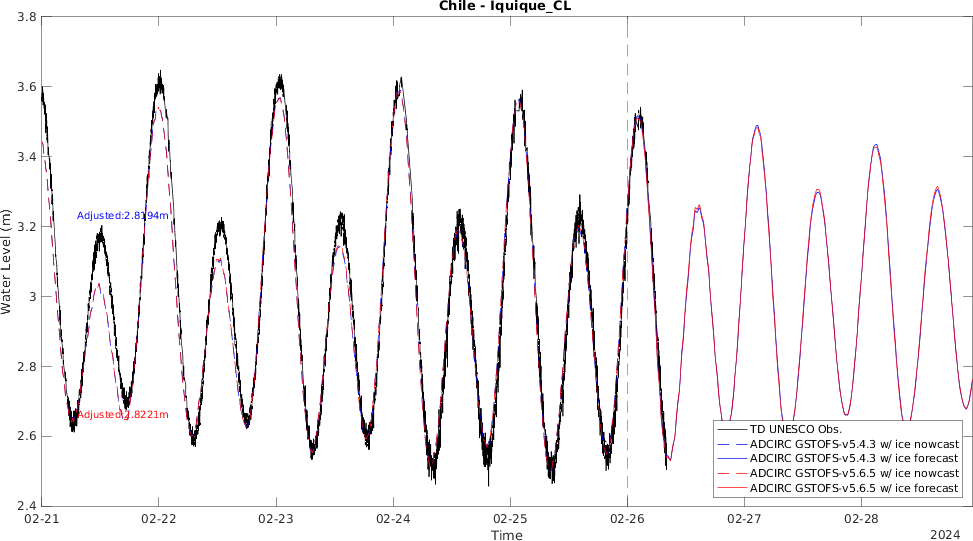 Chile - Iquique_CL
3.8
3.6
3.4
3.2
3
2.8
2.6
2.4
Water Level (m)
Adjusted:2.8194m
Adjusted:2.8221m
TD UNESCO Obs.
ADCIRC GSTOFS-v5.4.3 w/ ice nowcast
ADCIRC GSTOFS-v5.4.3 w/ ice forecast
ADCIRC GSTOFS-v5.6.5 w/ ice nowcast
ADCIRC GSTOFS-v5.6.5 w/ ice forecast
02-21 02-22 02-23 02-24 02-25 02-26 02-27 02-28
Time
2024